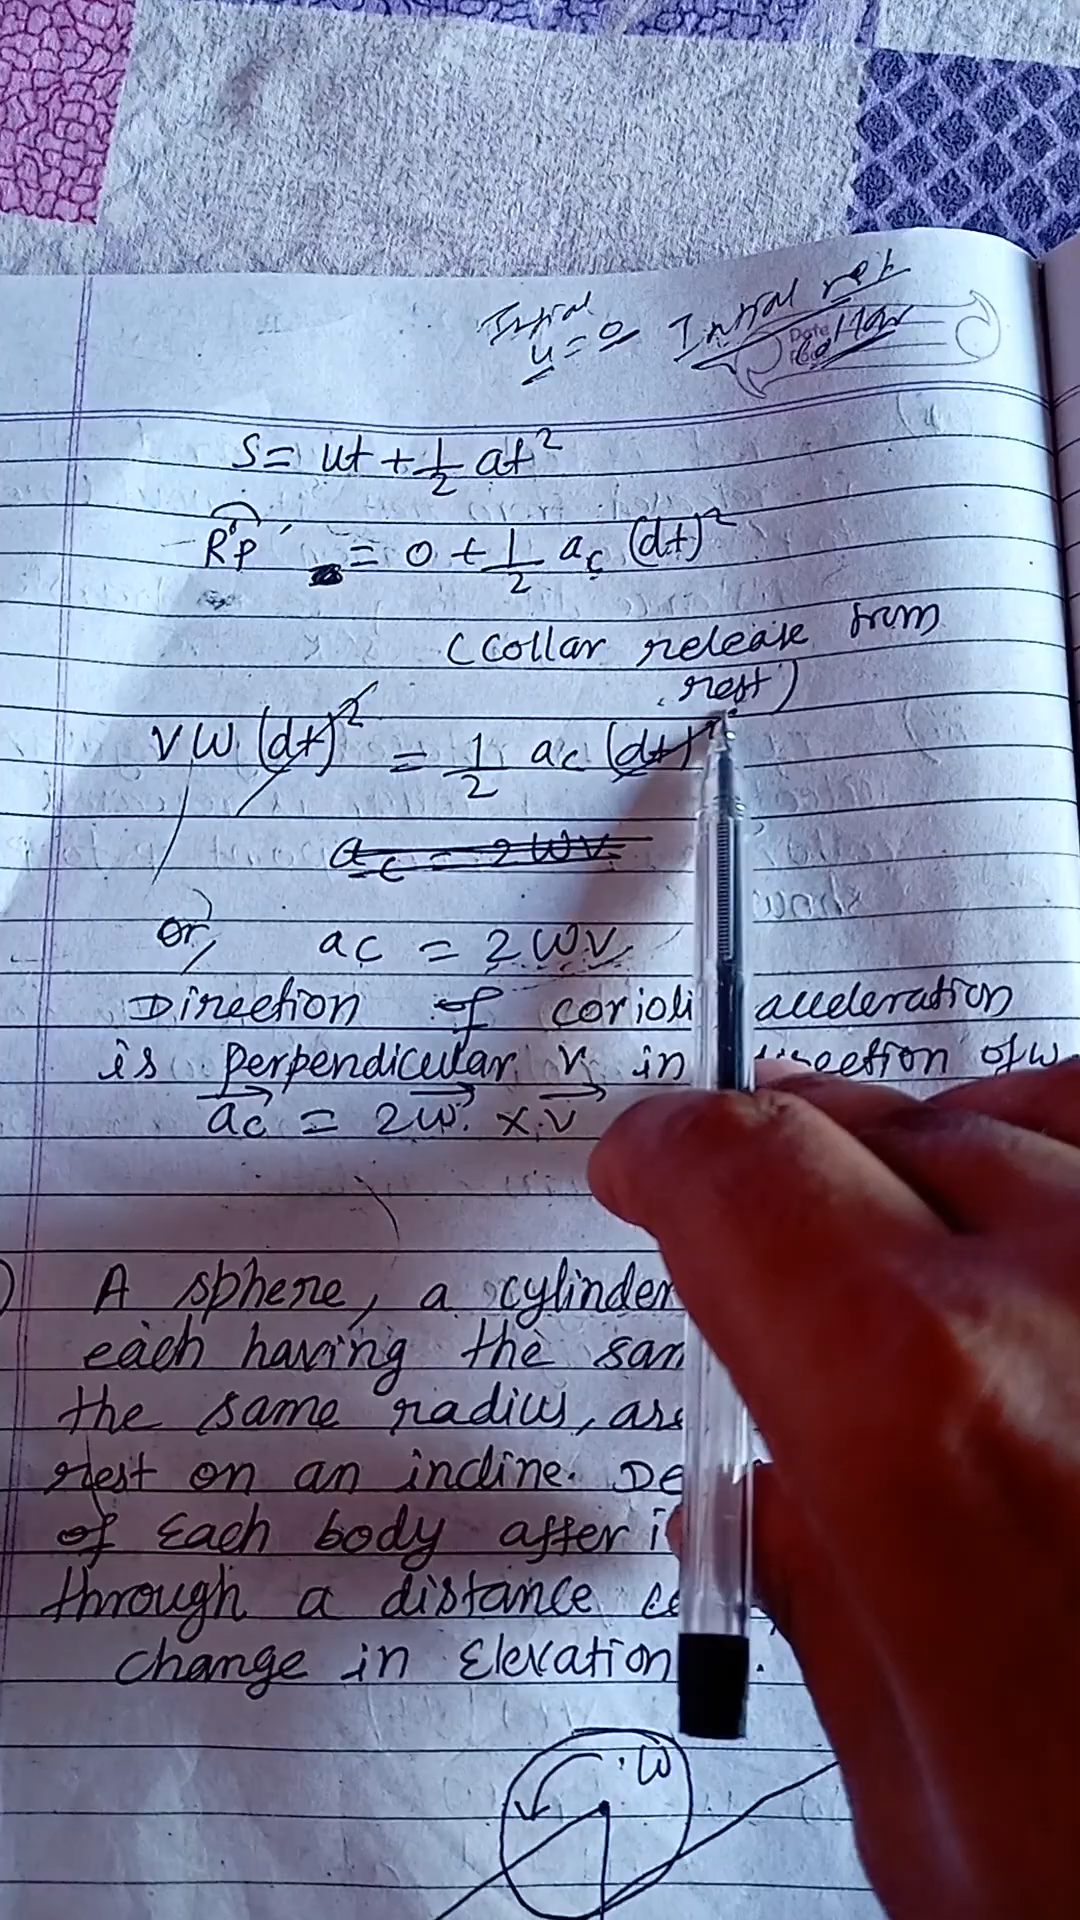 Initial Initial rest
u = 0 Collar
Date
S = ut + 1/2 at²
RP = 0 + 1/2 ac (dt)²
(Collar release from
rest)
vω (dt)² = 1/2 ac (dt)
ac = 2ωv
or, ac = 2ωv
Direction of corioli acceleration
is perpendicular v in direction of ω
ac = 2ω × v
A sphere, a cylinder
each having the sam
the same radius, are
rest on an incline. De
of Each body after i
through a distance co
change in Elevation .
ω